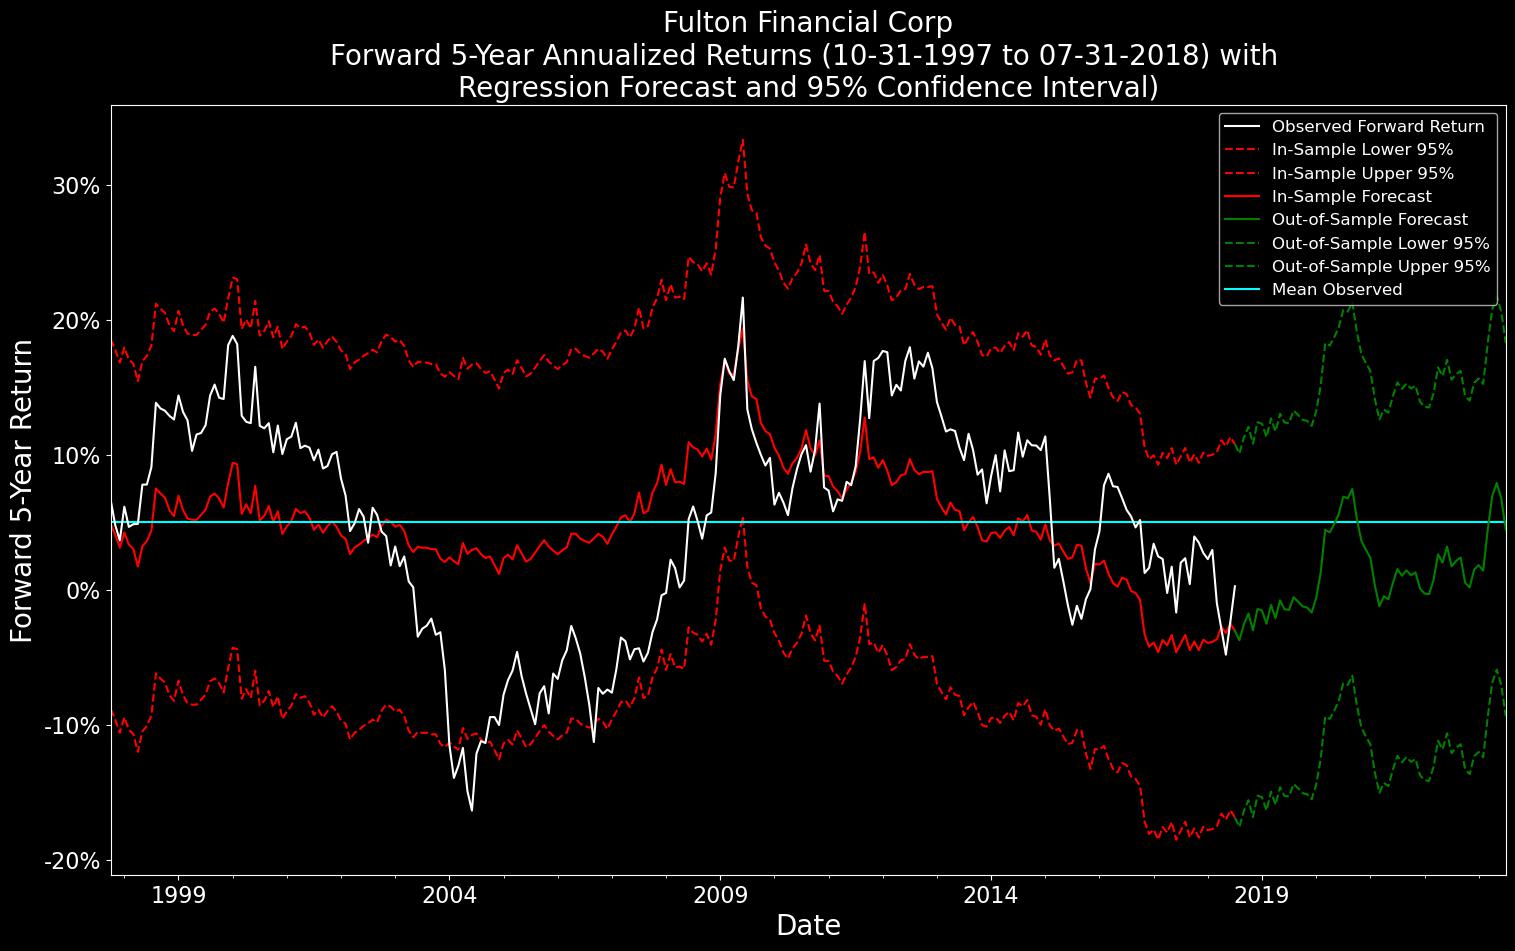 Fulton Financial Corp
Forward 5-Year Annualized Returns (10-31-1997 to 07-31-2018) with
Regression Forecast and 95% Confidence Interval)
Observed Forward Return
In-Sample Lower 95%
In-Sample Upper 95%
In-Sample Forecast
Out-of-Sample Forecast
Out-of-Sample Lower 95%
Out-of-Sample Upper 95%
Mean Observed
Forward 5-Year Return
30%
20%
10%
0%
-10%
-20%
1999
2004
2009
2014
2019
Date